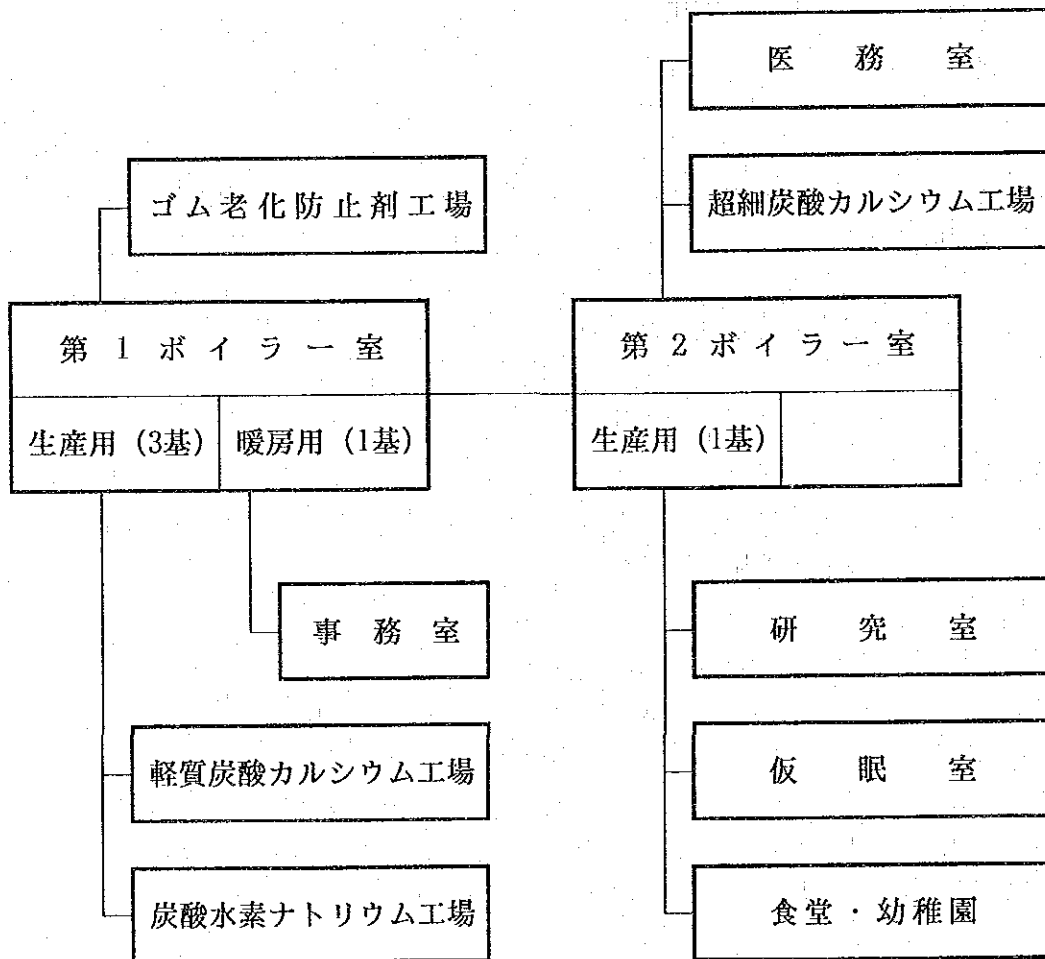 医務室
ゴム老化防止剤工場
超細炭酸カルシウム工場
第1ボイラー室
第2ボイラー室
生産用 (3基)
暖房用 (1基)
生産用 (1基)
事務室
研究室
軽質炭酸カルシウム工場
仮眠室
炭酸水素ナトリウム工場
食堂・幼稚園